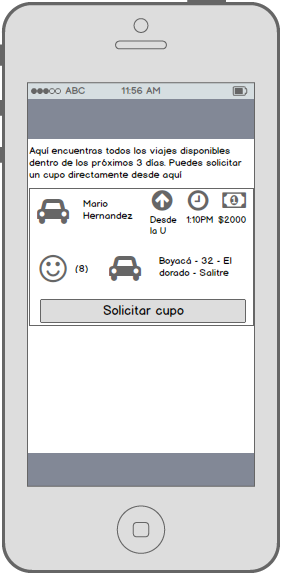 ABC 11:56 AM
Aquí encuentras todos los viajes disponibles
dentro de los próximos 3 días. Puedes solicitar
un cupo directamente desde aquí
Mario
Hernandez
Desde
la U
1:10PM
1
$2000
(8)
Boyacá - 32 - El
dorado - Salitre
Solicitar cupo